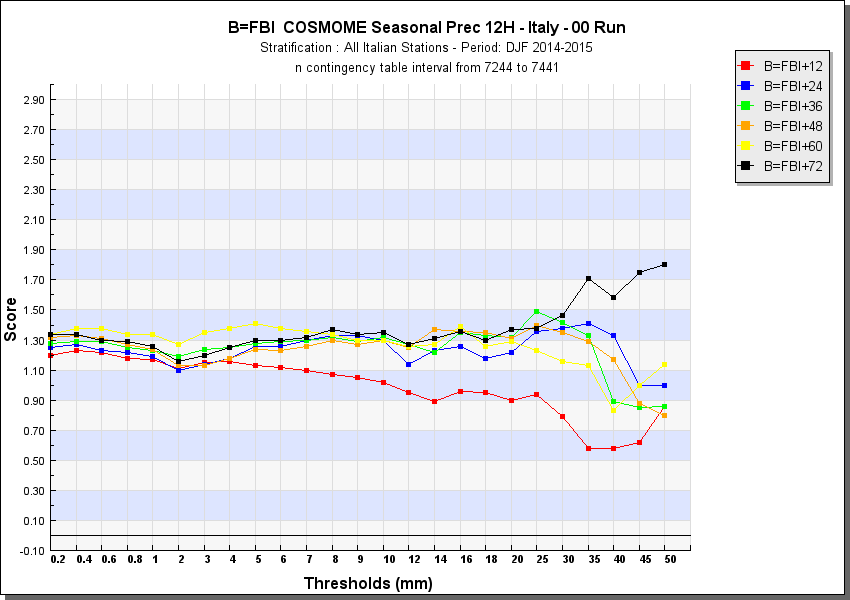 B=FBI  COSMOME Seasonal Prec 12H - Italy - 00 Run
Stratification : All Italian Stations - Period: DJF 2014-2015
n contingency table interval from 7244 to 7441
B=FBI+12
B=FBI+24
B=FBI+36
B=FBI+48
B=FBI+60
B=FBI+72
Score
2.90
2.70
2.50
2.30
2.10
1.90
1.70
1.50
1.30
1.10
0.90
0.70
0.50
0.30
0.10
-0.10
0.2 0.4 0.6 0.8 1 2 3 4 5 6 7 8 9 10 12 14 16 18 20 25 30 35 40 45 50
Thresholds (mm)